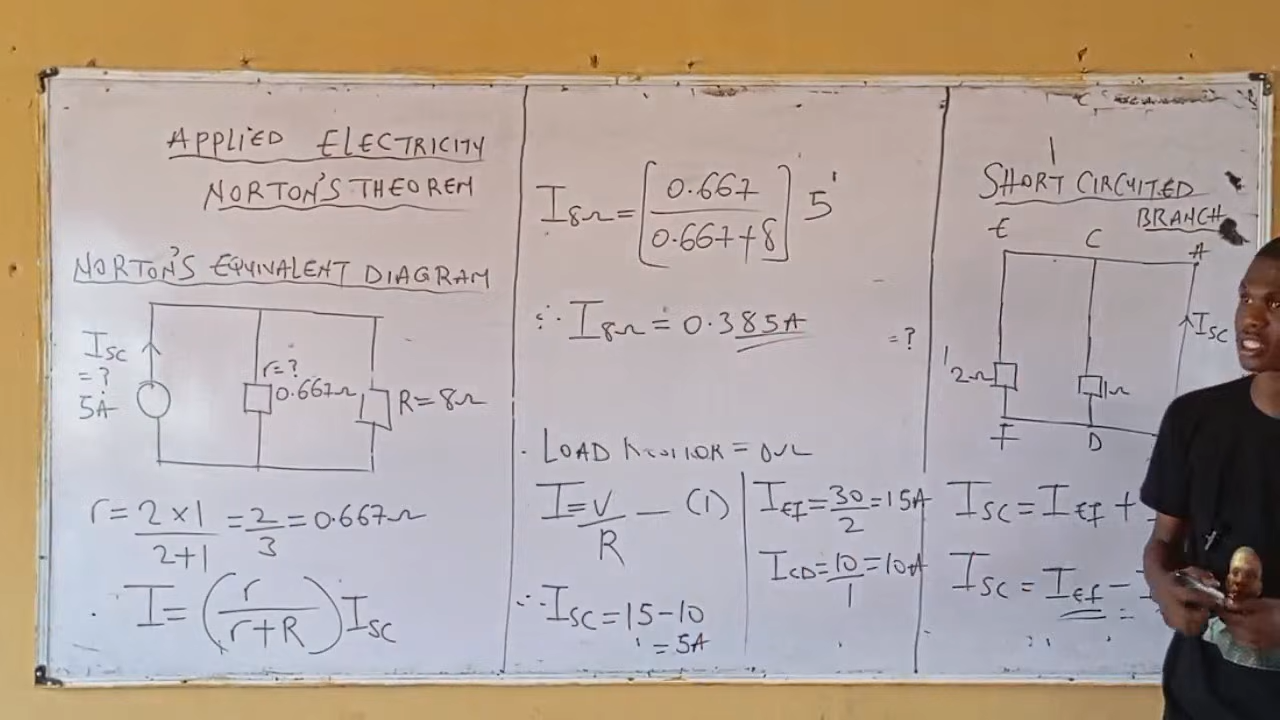 APPLIED ELECTRICITY
NORTON'S THEOREM
NORTON'S EQUIVALENT DIAGRAM
Isc
= ?
5A
r=?
0.667Ω
R=8Ω
r = 2×1/2+1 = 2/3 = 0.667Ω
I = (r/r+R) Isc
I8Ω = [0.667/0.667+8] 5
∴ I8Ω = 0.385A
= ?
LOAD = 0Ω
I = V/R — (1)
∴ Isc = 15-10
= 5A
IEF = 30/2 = 15A
ICD = 10/1 = 10A
SHORT CIRCUITED
BRANCH
E C A
Isc
2Ω 1Ω
F D
Isc = IEF +
Isc = IEF -